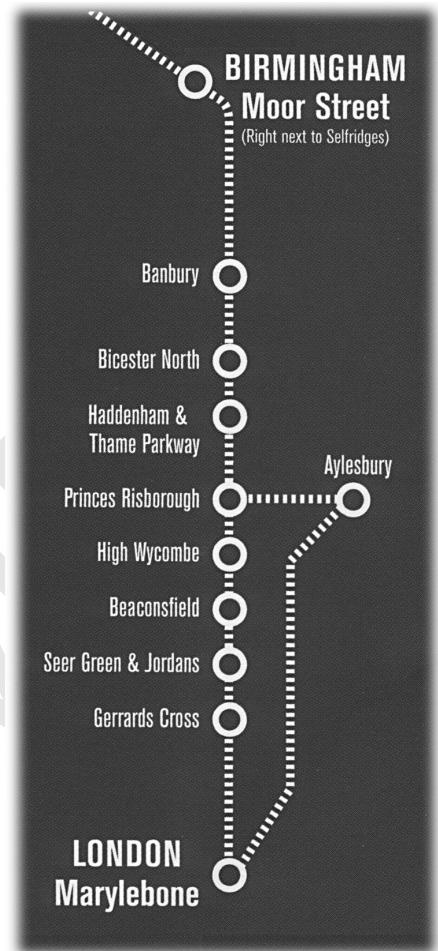 BIRMINGHAM
Moor Street
(Right next to Selfridges)
Banbury
Bicester North
Haddenham &
Thame Parkway
Aylesbury
Princes Risborough
High Wycombe
Beaconsfield
Seer Green & Jordans
Gerrards Cross
LONDON
Marylebone